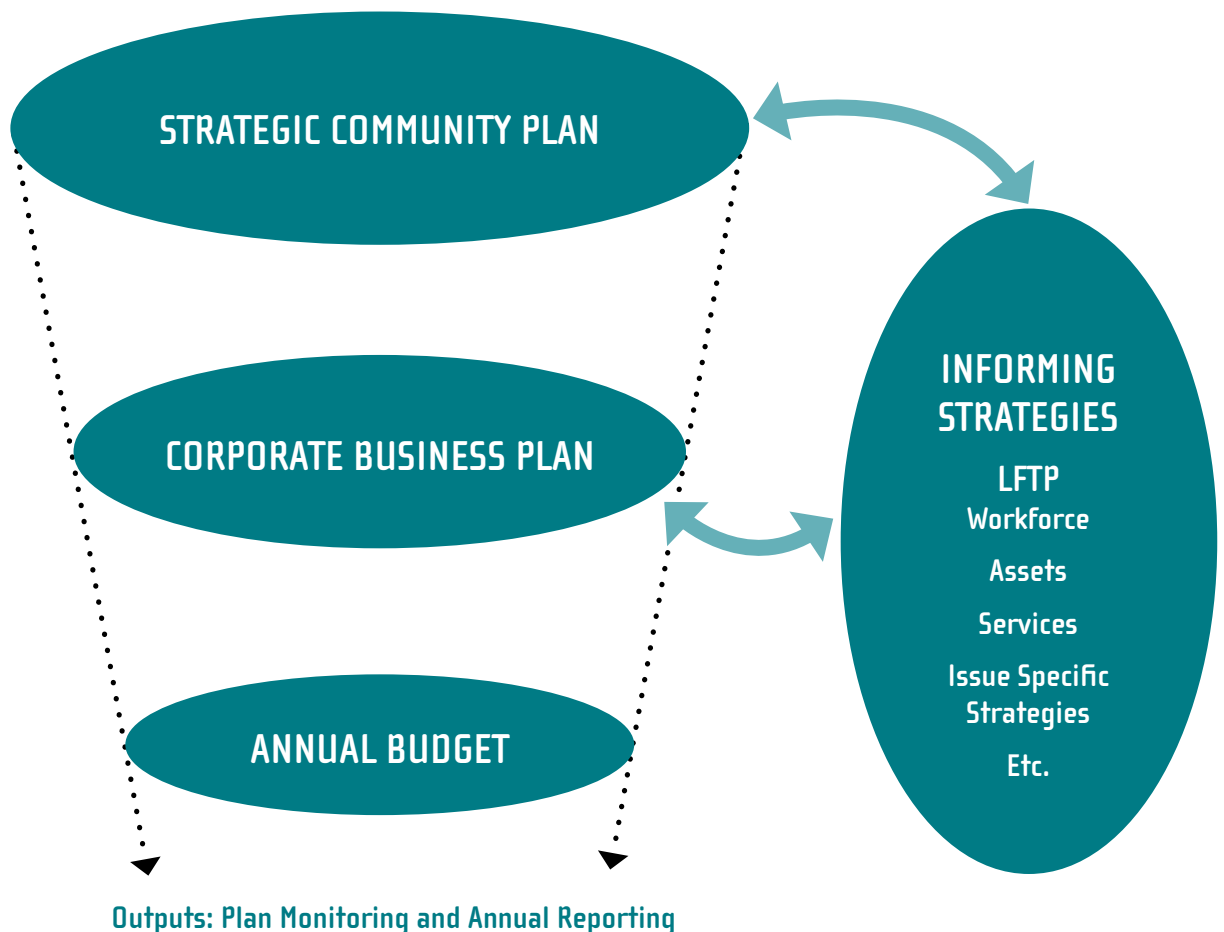 STRATEGIC COMMUNITY PLAN
CORPORATE BUSINESS PLAN
ANNUAL BUDGET
INFORMING
STRATEGIES
LFTP
Workforce
Assets
Services
Issue Specific
Strategies
Etc.
Outputs: Plan Monitoring and Annual Reporting